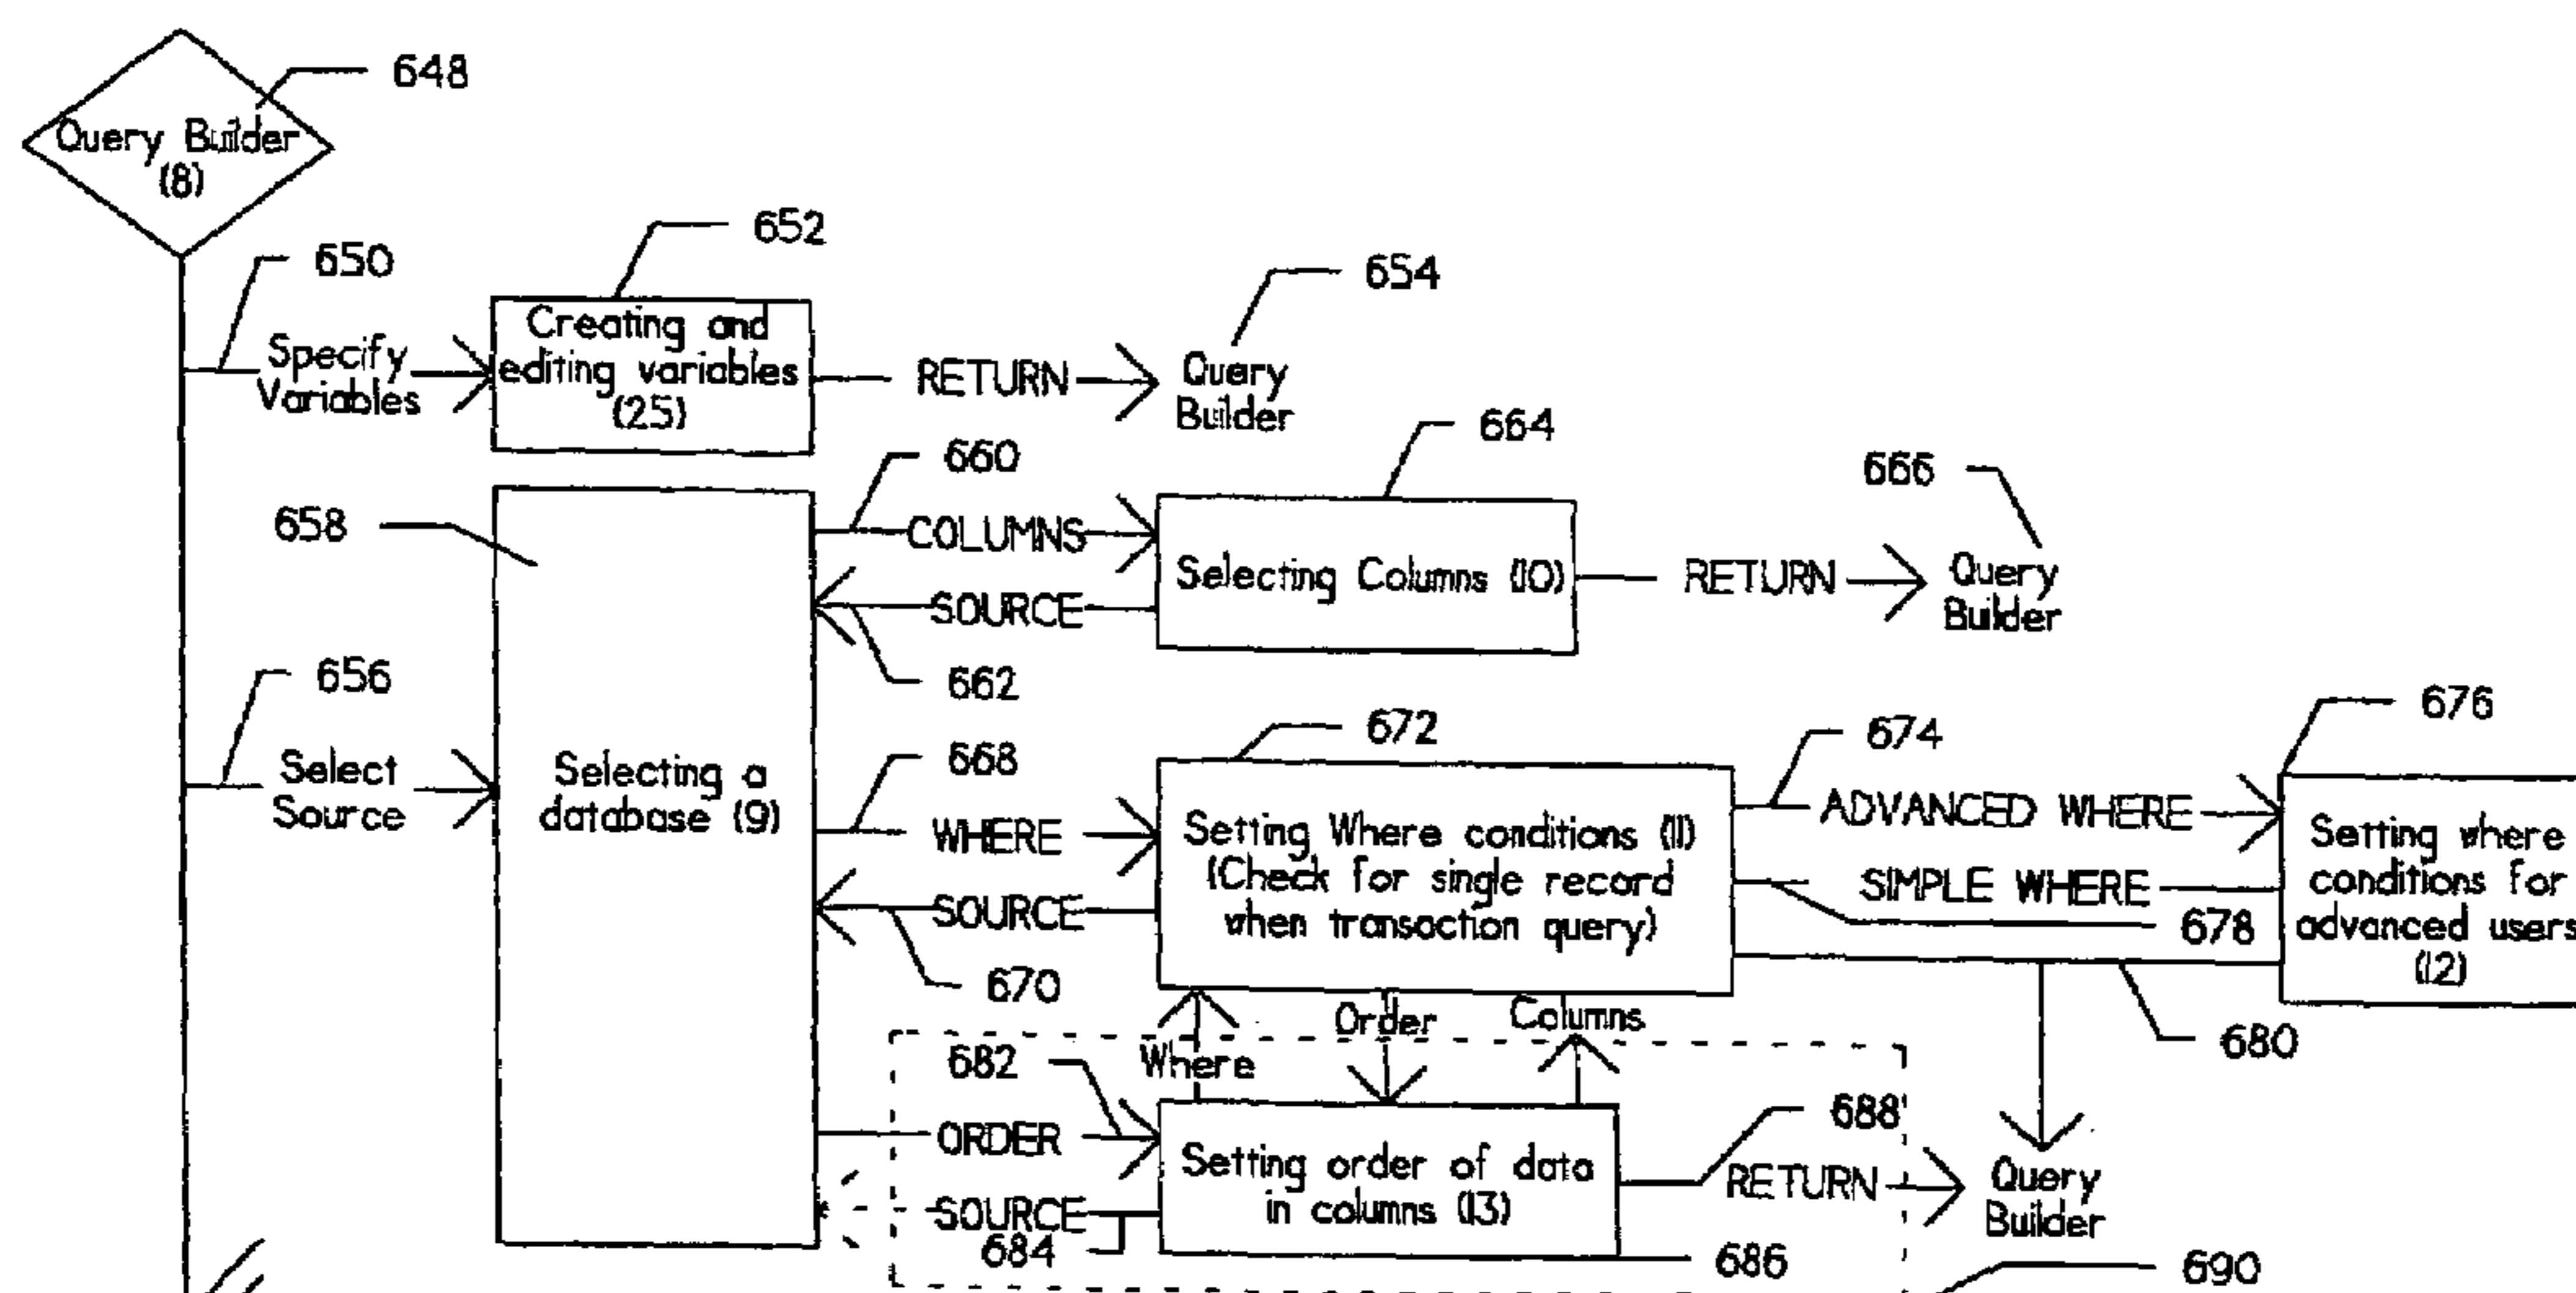 648
Query Builder
(8)
652
650
654
Creating and
editing variables
(25)
Specify
Variables
RETURN
Query
Builder
664
660
666
658
COLUMNS
Selecting Columns (10)
RETURN
Query
Builder
SOURCE
656
662
676
672
674
668
Select
Source
Selecting a
database (9)
WHERE
Setting Where conditions (11)
(Check for single record
when transaction query)
ADVANCED WHERE
Setting where
conditions for
advanced users
(12)
SIMPLE WHERE
SOURCE
678
670
Order
Columns
680
682
Where
688
ORDER
Setting order of data
in columns (13)
RETURN
Query
Builder
SOURCE
684
686
690